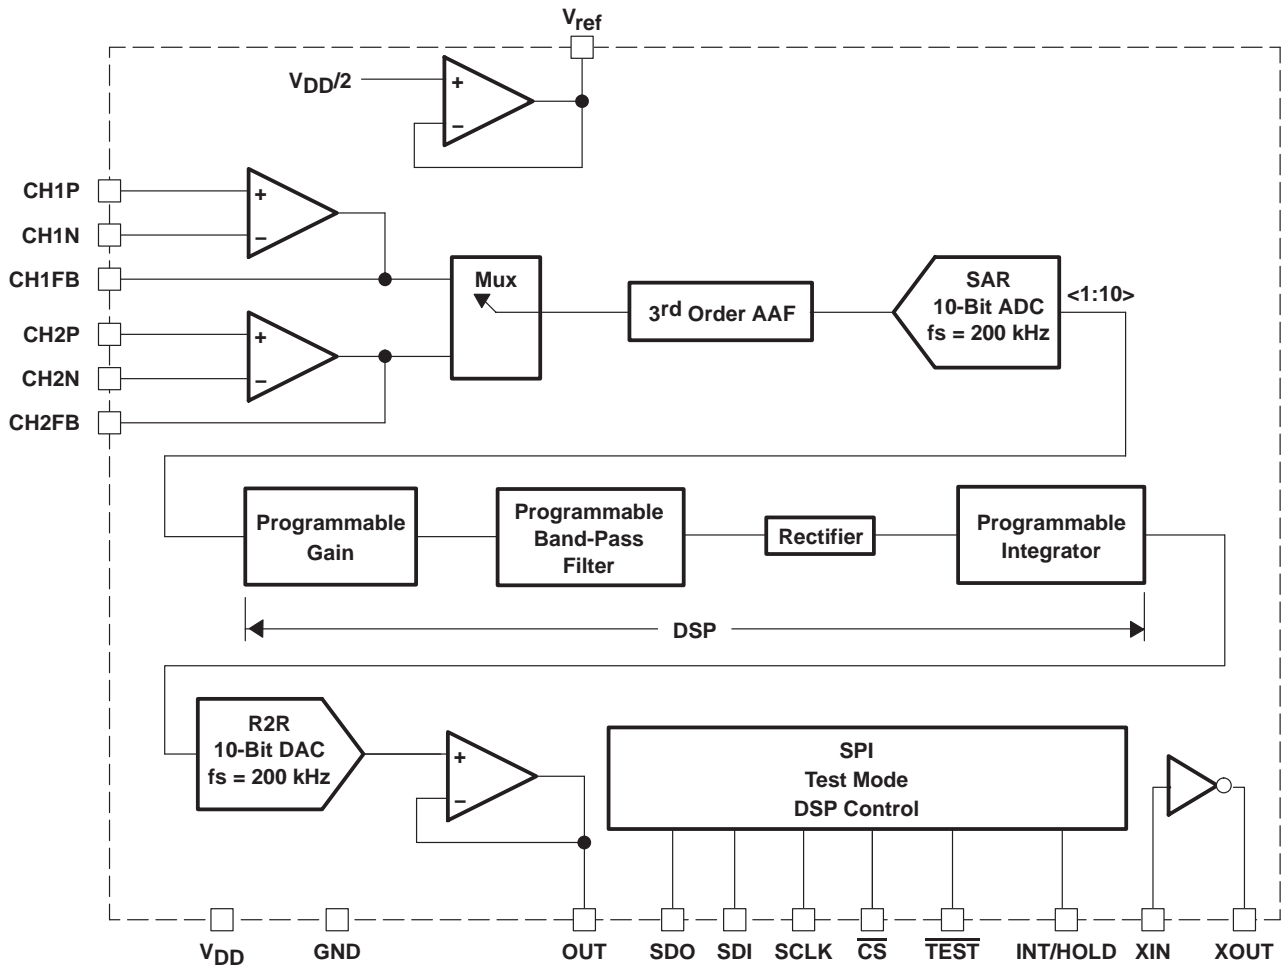 Vref
VDD/2
+
−
CH1P
+
CH1N
−
CH1FB
Mux
SAR
10-Bit ADC
fs = 200 kHz
<1:10>
3rd Order AAF
CH2P
+
CH2N
−
CH2FB
Programmable
Gain
Programmable
Band-Pass
Filter
Rectifier
Programmable
Integrator
DSP
R2R
10-Bit DAC
fs = 200 kHz
+
−
SPI
Test Mode
DSP Control
VDD
GND
OUT
SDO
SDI
SCLK
C̅S̅
T̅E̅S̅T̅
INT/HOLD
XIN
XOUT